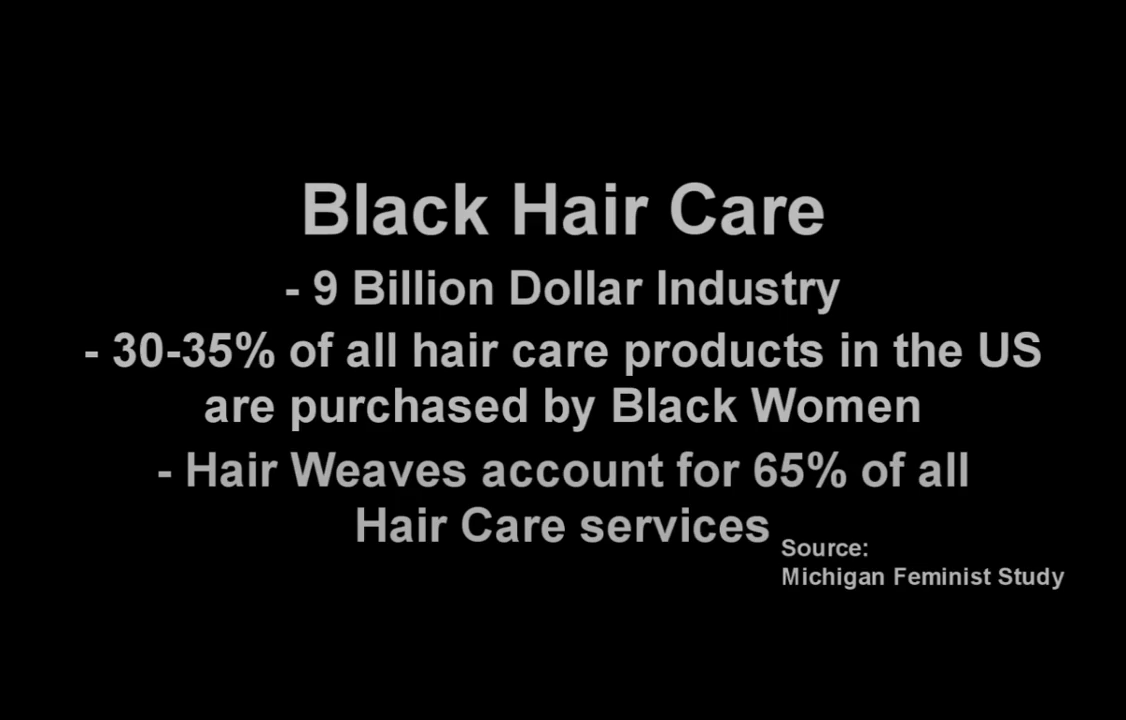 Black Hair Care
- 9 Billion Dollar Industry
- 30-35% of all hair care products in the US
are purchased by Black Women
- Hair Weaves account for 65% of all
Hair Care services
Source:
Michigan Feminist Study